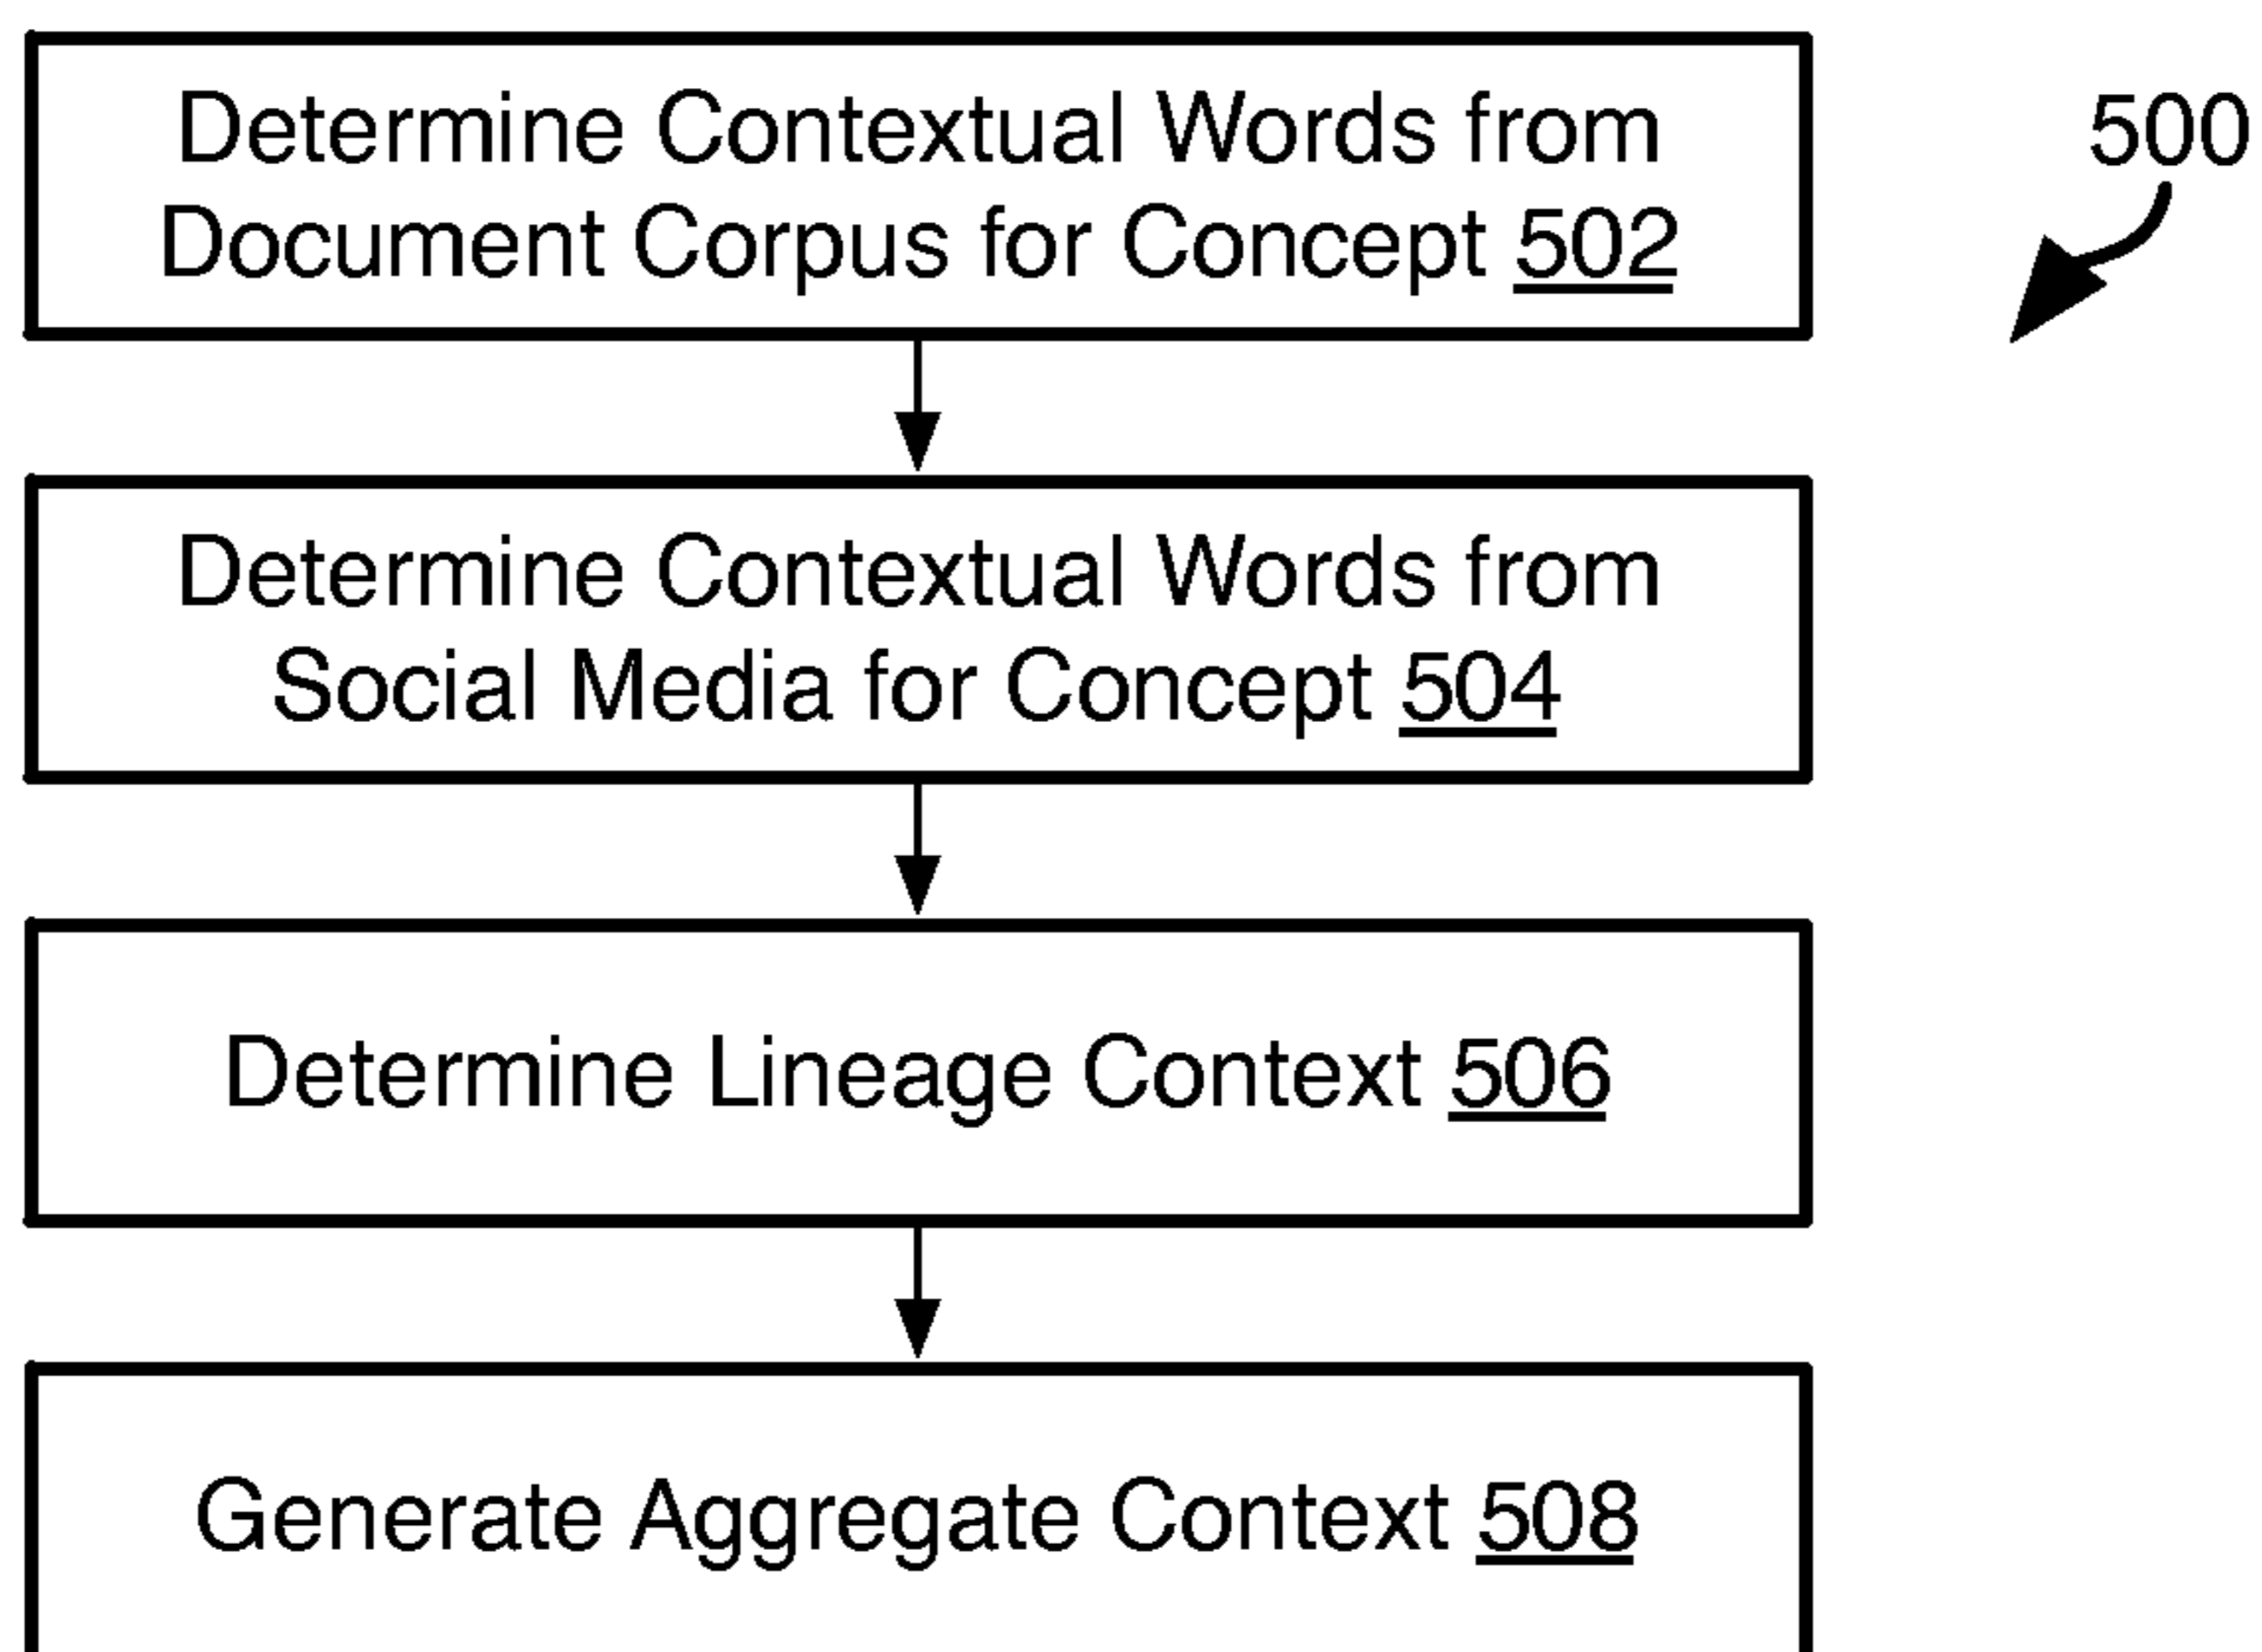 Determine Contextual Words from
Document Corpus for Concept 502
500
Determine Contextual Words from
Social Media for Concept 504
Determine Lineage Context 506
Generate Aggregate Context 508